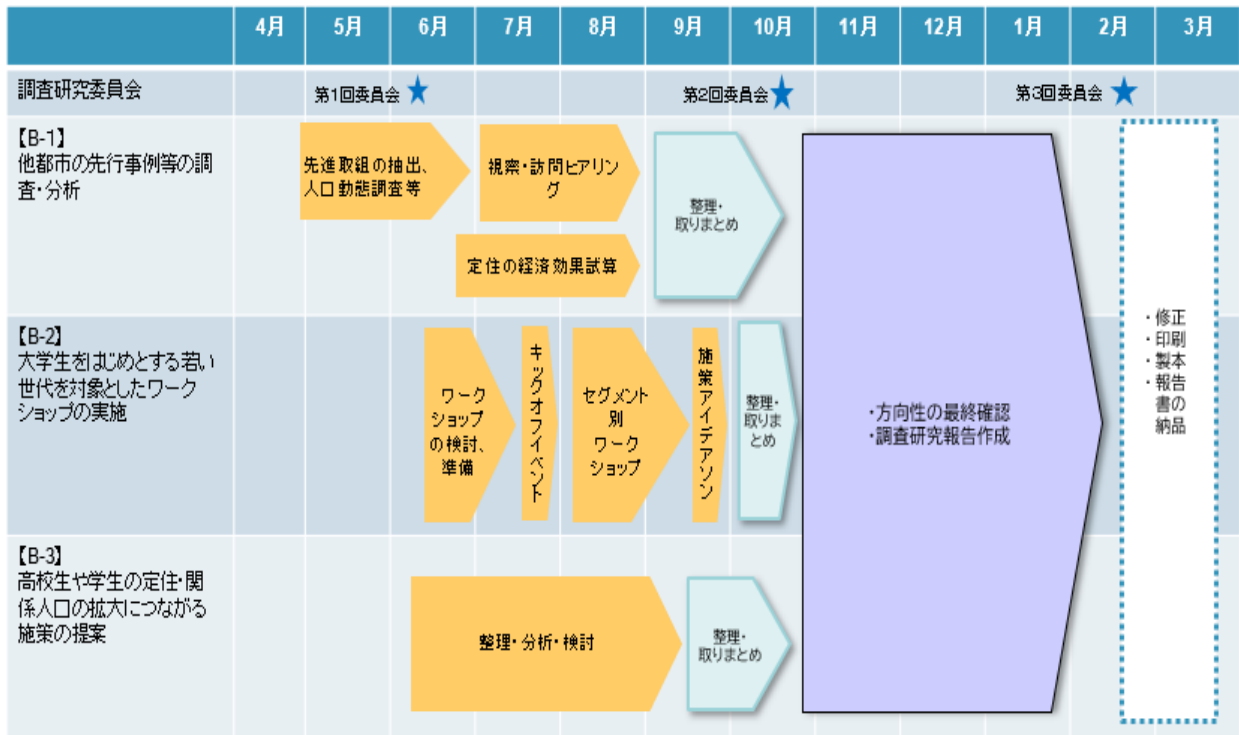 4月 5月 6月 7月 8月 9月 10月 11月 12月 1月 2月 3月
調査研究委員会
第1回委員会
第2回委員会
第3回委員会
【B-1】
他都市の先行事例等の調
査・分析
先進取組の抽出、
人口動態調査等
視察・訪問ヒアリン
グ
定住の経済効果試算
整理・
取りまとめ
【B-2】
大学生をはじめとする若い
世代を対象としたワーク
ショップの実施
ワーク
ショップ
の検討、
準備
キックオフイベント
セグメント
別
ワーク
ショップ
施策アイデアソン
整理・
取りま
とめ
【B-3】
高校生や学生の定住・関
係人口の拡大につながる
施策の提案
整理・分析・検討
整理・
取りまとめ
・方向性の最終確認
・調査研究報告作成
・修正
・印刷
・製本
・報告
書の
納品